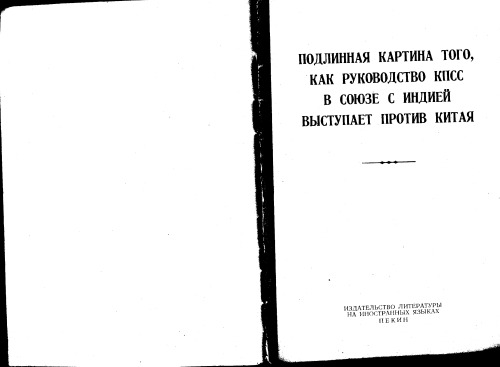 ПОДЛИННАЯ КАРТИНА ТОГО,
КАК РУКОВОДСТВО КПСС
В СОЮЗЕ С ИНДИЕЙ
ВЫСТУПАЕТ ПРОТИВ КИТАЯ
ИЗДАТЕЛЬСТВО ЛИТЕРАТУРЫ
НА ИНОСТРАННЫХ ЯЗЫКАХ
ПЕКИН